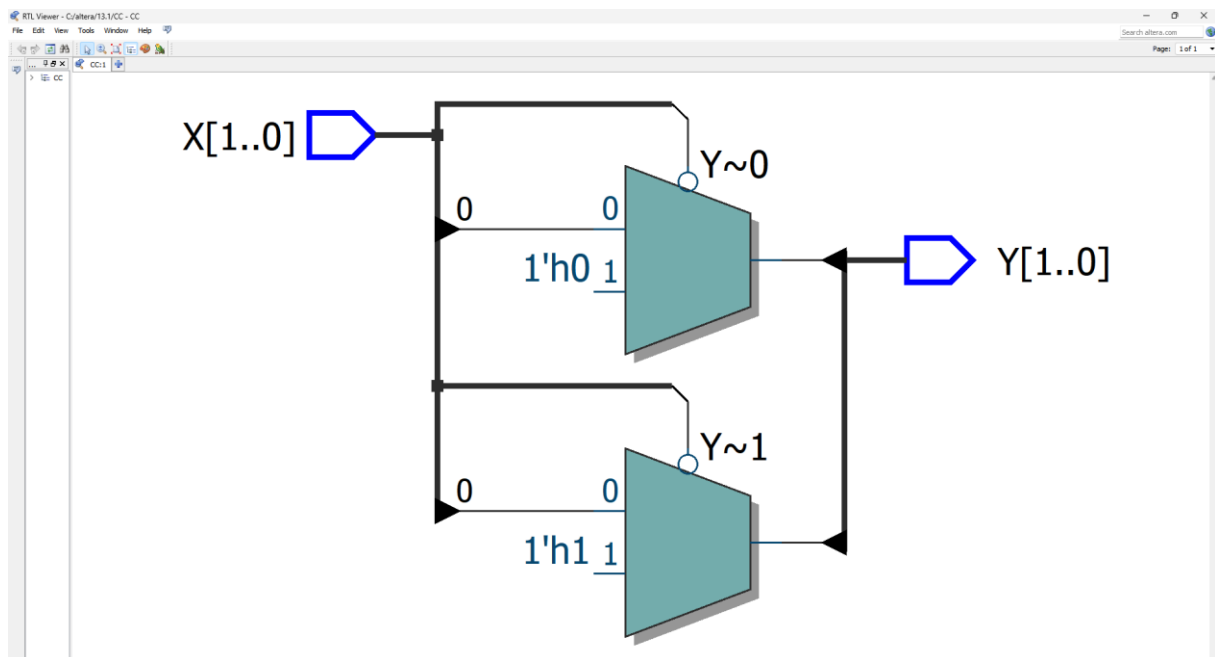 RTL Viewer - C:/altera/13.1/CC - CC
File Edit View Tools Window Help
Search altera.com
Page: 1 of 1
...
CC:1
CC
X[1..0]
Y~0
0
0
1'h0 1
Y[1..0]
Y~1
0
0
1'h1 1